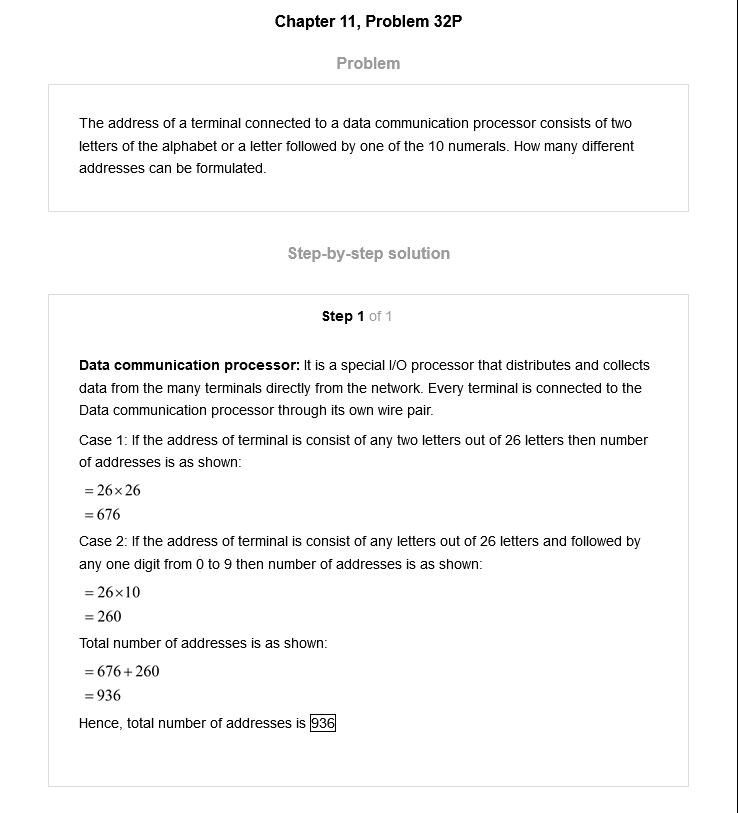 Chapter 11, Problem 32P
Problem
The address of a terminal connected to a data communication processor consists of two
letters of the alphabet or a letter followed by one of the 10 numerals. How many different
addresses can be formulated.
Step-by-step solution
Step 1 of 1
Data communication processor: It is a special I/O processor that distributes and collects
data from the many terminals directly from the network. Every terminal is connected to the
Data communication processor through its own wire pair.
Case 1: If the address of terminal is consist of any two letters out of 26 letters then number
of addresses is as shown:
= 26×26
= 676
Case 2: If the address of terminal is consist of any letters out of 26 letters and followed by
any one digit from 0 to 9 then number of addresses is as shown:
= 26×10
= 260
Total number of addresses is as shown:
= 676 + 260
= 936
Hence, total number of addresses is 936